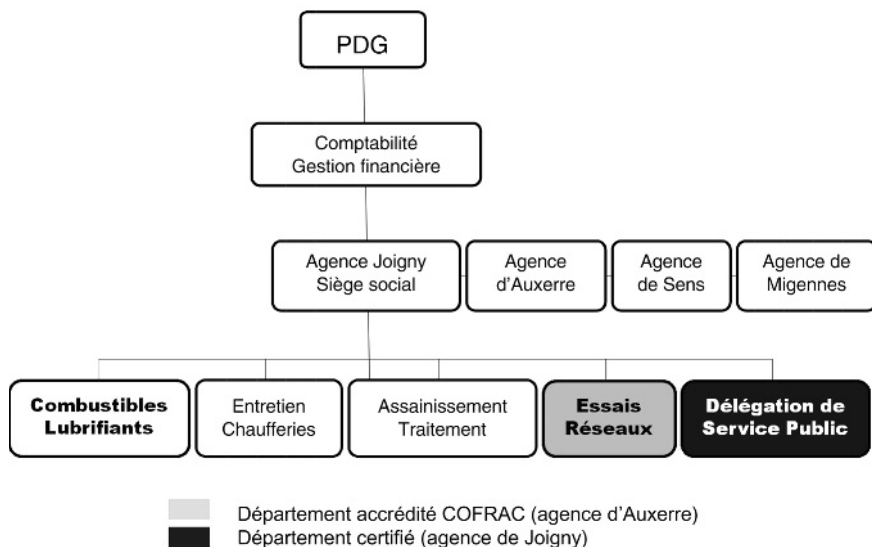 PDG
Comptabilité
Gestion financière
Agence Joigny
Siège social
Agence
d'Auxerre
Agence
de Sens
Agence de
Migennes
Combustibles
Lubrifiants
Entretien
Chaufferies
Assainissement
Traitement
Essais
Réseaux
Délégation de
Service Public
Département accrédité COFRAC (agence d'Auxerre)
Département certifié (agence de Joigny)